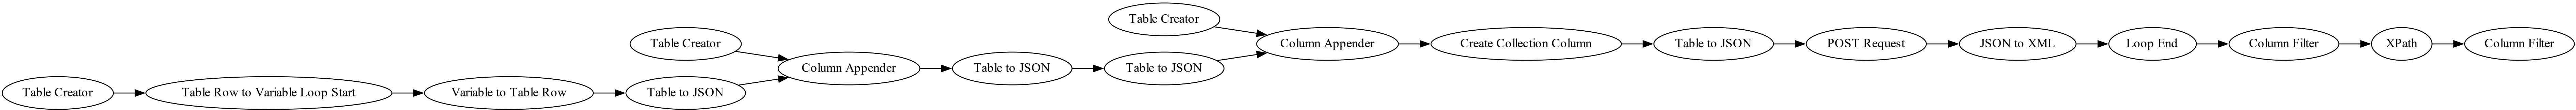 Table Creator
Table Row to Variable Loop Start
Variable to Table Row
Table to JSON
Table Creator
Column Appender
Table to JSON
Table to JSON
Table Creator
Column Appender
Create Collection Column
Table to JSON
POST Request
JSON to XML
Loop End
Column Filter
XPath
Column Filter